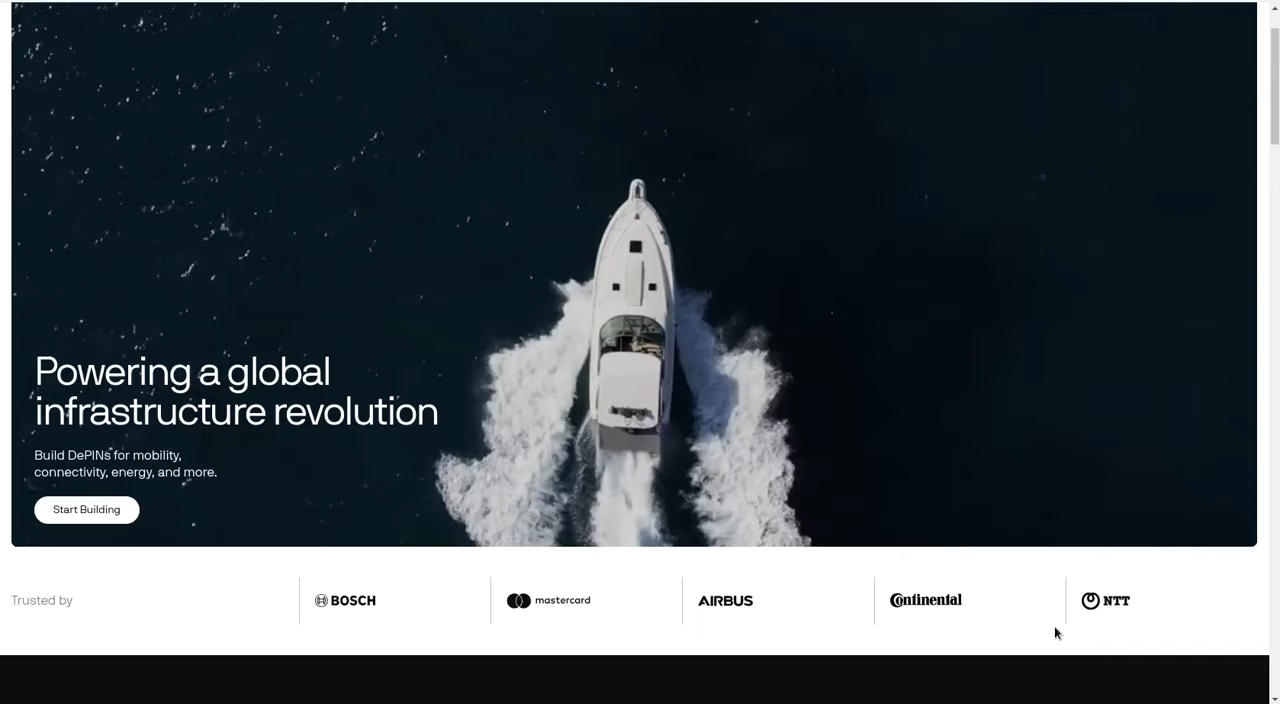 Powering a global
infrastructure revolution
Build DePINs for mobility,
connectivity, energy, and more.
Start Building
Trusted by
BOSCH
mastercard
AIRBUS
Continental
NTT